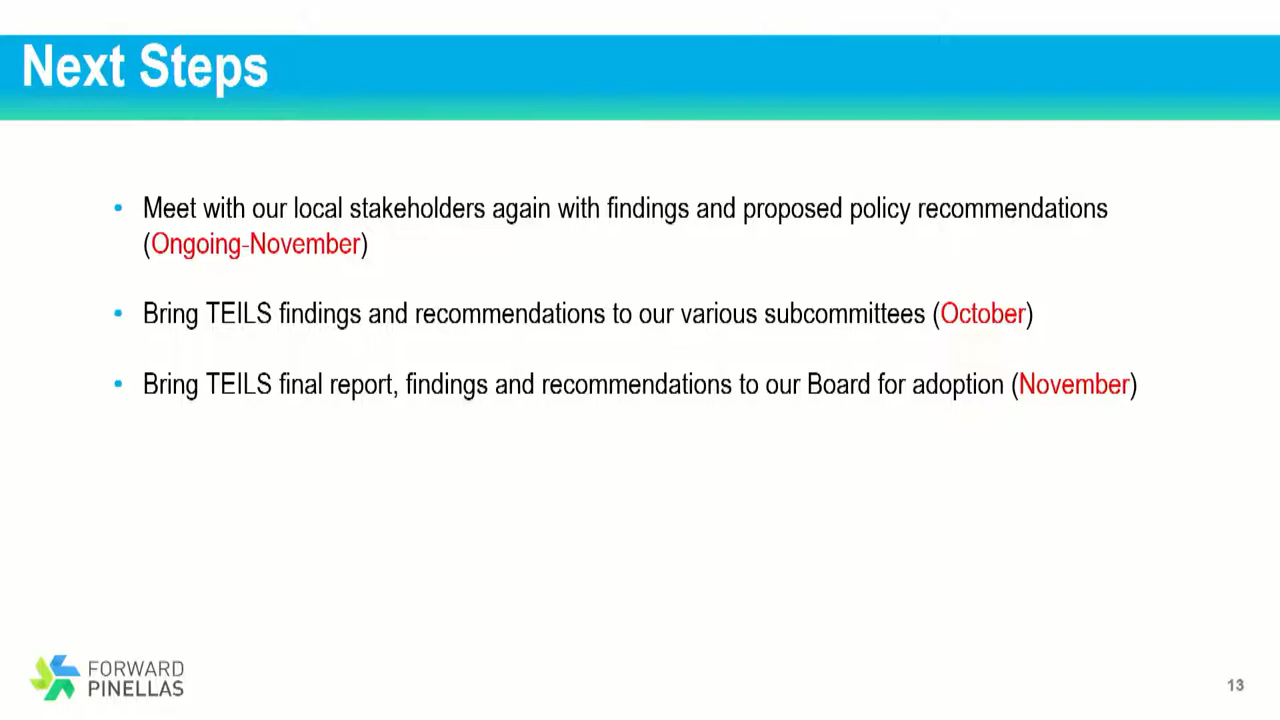 Next Steps
• Meet with our local stakeholders again with findings and proposed policy recommendations
(Ongoing-November)
• Bring TEILS findings and recommendations to our various subcommittees (October)
• Bring TEILS final report, findings and recommendations to our Board for adoption (November)
FORWARD
PINELLAS
13